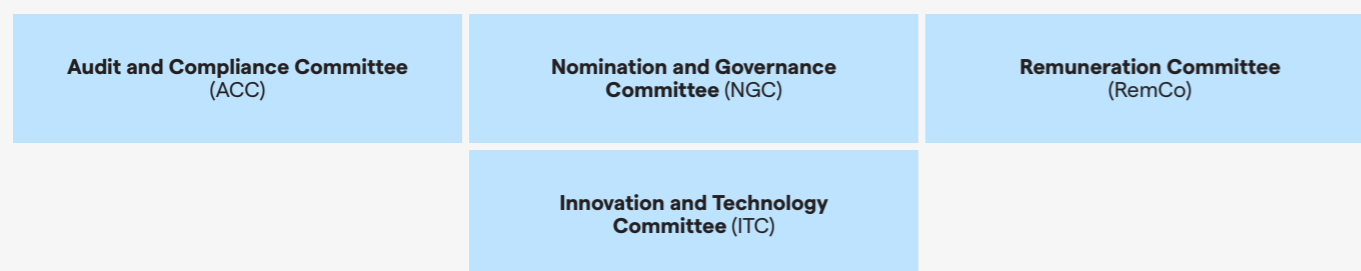 Audit and Compliance Committee
(ACC)
Nomination and Governance
Committee (NGC)
Remuneration Committee
(RemCo)
Innovation and Technology
Committee (ITC)